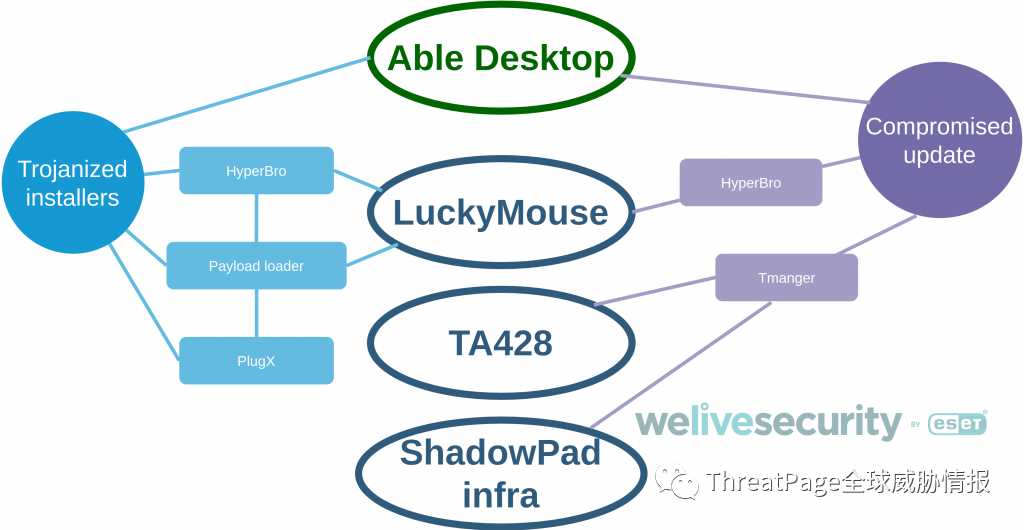 Able Desktop
Trojanized
installers
Compromised
update
HyperBro
HyperBro
LuckyMouse
Payload loader
Tmanger
TA428
PlugX
welivesecurity BY eset®
ShadowPad
infra
ThreatPage全球威胁情报